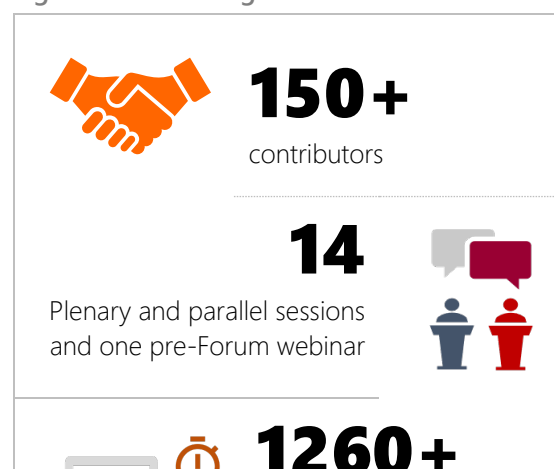 150+
contributors
14
Plenary and parallel sessions
and one pre-Forum webinar
1260+